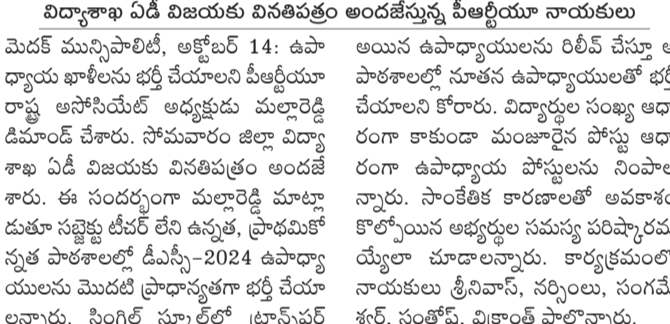 విద్యాశాఖ ఏడీ విజయకు వినతిపత్రం అందజేస్తున్న పీఆర్టీయూ నాయకులు
మెదక్ మున్సిపాలిటీ, అక్టోబర్ 14: ఉపా
ధ్యాయ ఖాళీలను భర్తీ చేయాలని పీఆర్టీయూ
రాష్ట్ర అసోసియేట్ అధ్యక్షుడు మల్లారెడ్డి
డిమాండ్ చేశారు. సోమవారం జిల్లా విద్యా
శాఖ ఏడీ విజయకు వినతిపత్రం అందజే
శారు. ఈ సందర్భంగా మల్లారెడ్డి మాట్లా
డుతూ సబ్జెక్టు టీచర్ లేని ఉన్నత, ప్రాథమికో
న్నత పాఠశాలల్లో డీఎస్సీ-2024 ఉపాధ్యా
యులను మొదటి ప్రాధాన్యతగా భర్తీ చేయా
లన్నారు. సింగిల్ స్కూల్‌లో ట్రాన్స్‌ఫర్
అయిన ఉపాధ్యాయులను రిలీవ్ చేస్తూ
పాఠశాలల్లో నూతన ఉపాధ్యాయులతో భర్తీ
చేయాలని కోరారు. విద్యార్థుల సంఖ్య ఆధా
రంగా కాకుండా మంజూరైన పోస్టు ఆధా
రంగా ఉపాధ్యాయ పోస్టులను నింపాల
న్నారు. సాంకేతిక కారణాలతో అవకాశం
కోల్పోయిన అభ్యర్థుల సమస్య పరిష్కారమ
య్యేలా చూడాలన్నారు. కార్యక్రమంలో
నాయకులు శ్రీనివాస్, నర్సింలు, సంగమే
శ్వర్, సంతోష్, విక్రాంత్ పాల్గొన్నారు.